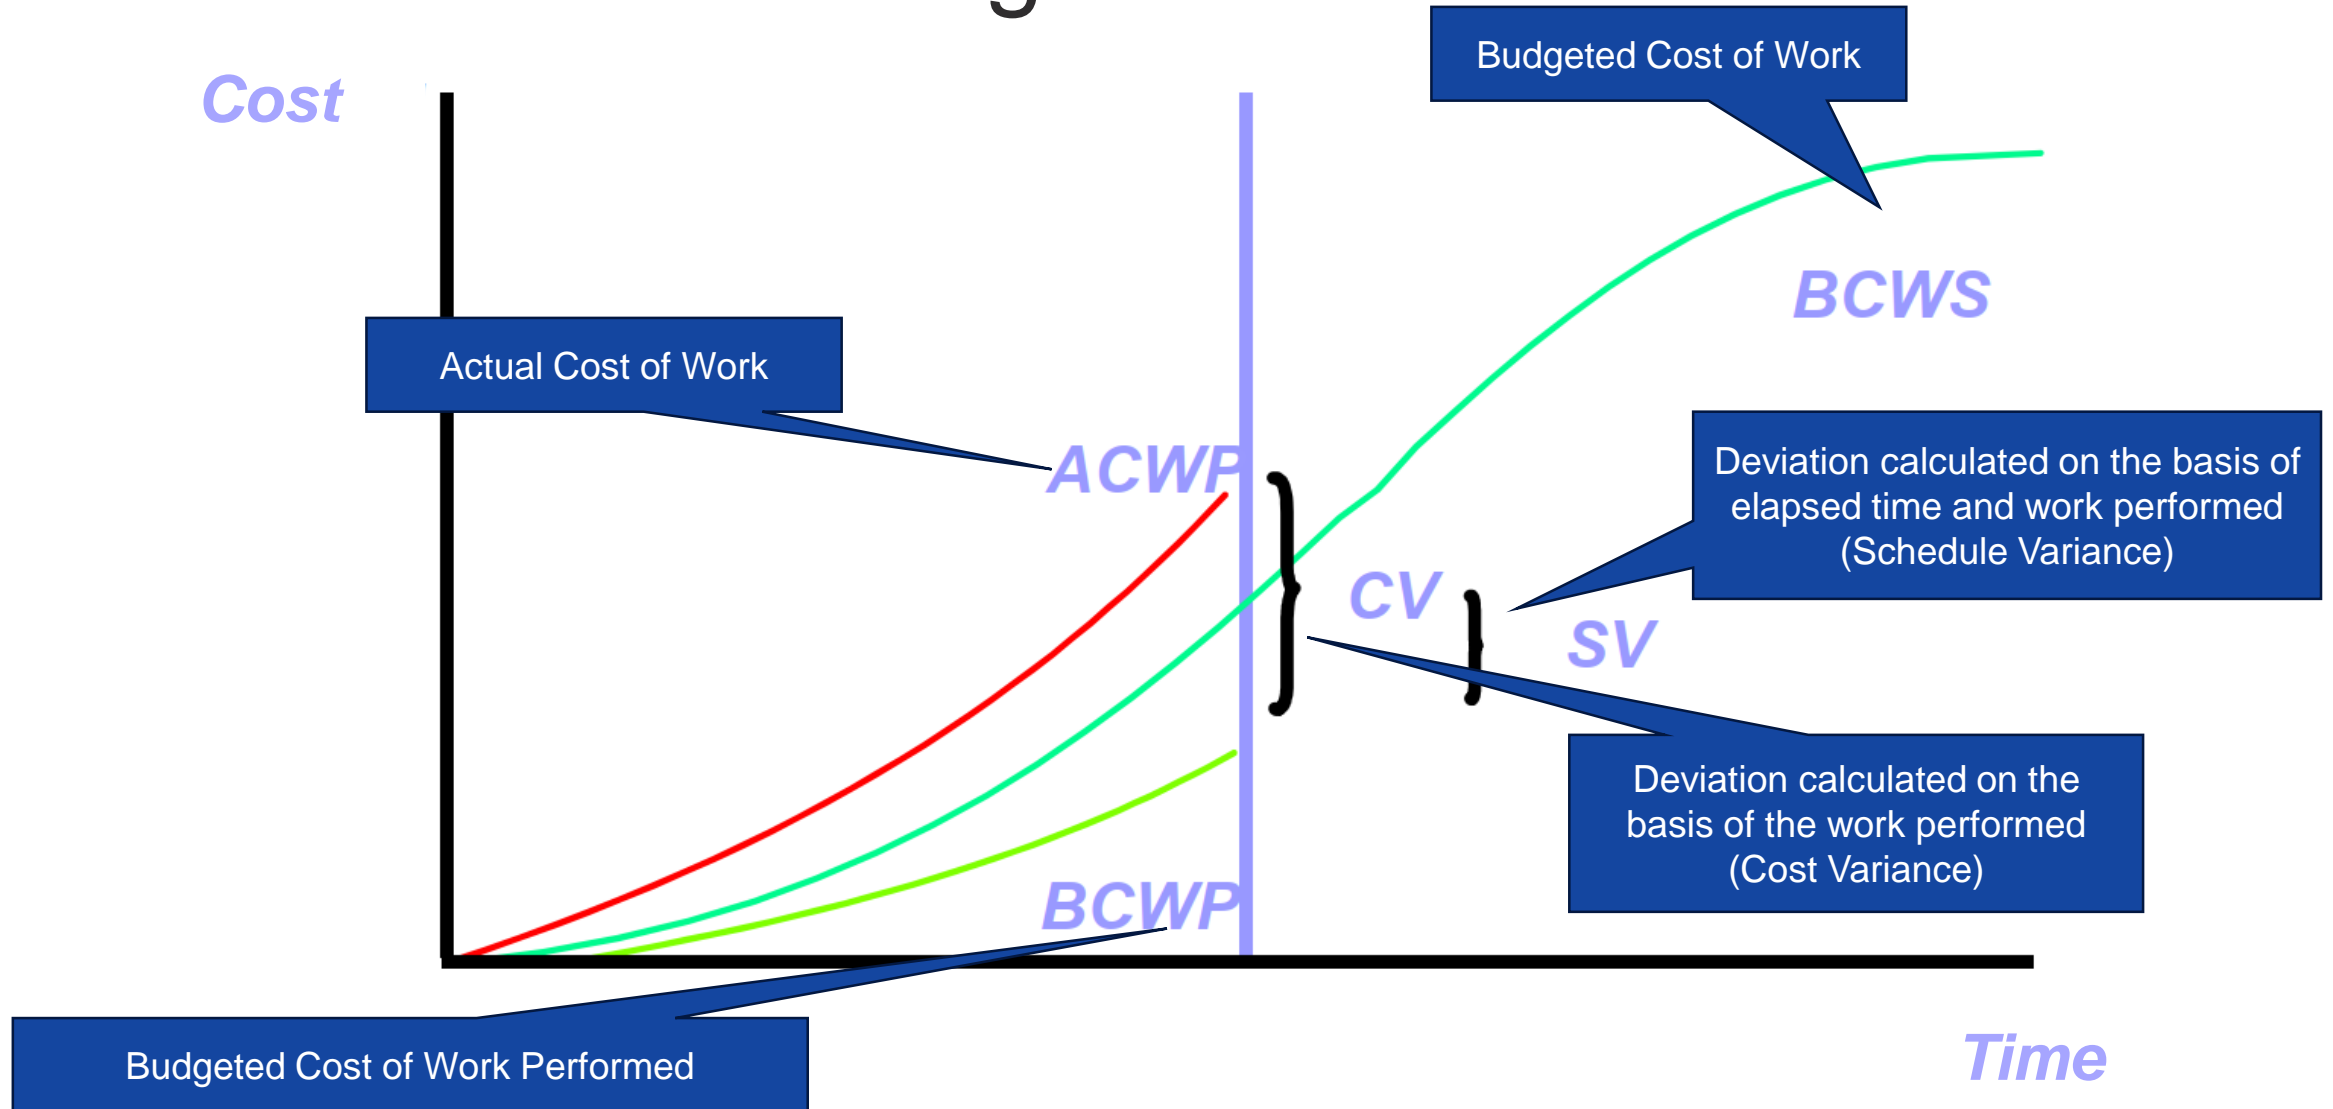 Cost
Budgeted Cost of Work
BCWS
Actual Cost of Work
ACWP
Deviation calculated on the basis of
elapsed time and work performed
(Schedule Variance)
CV
SV
Deviation calculated on the
basis of the work performed
(Cost Variance)
BCWP
Budgeted Cost of Work Performed
Time